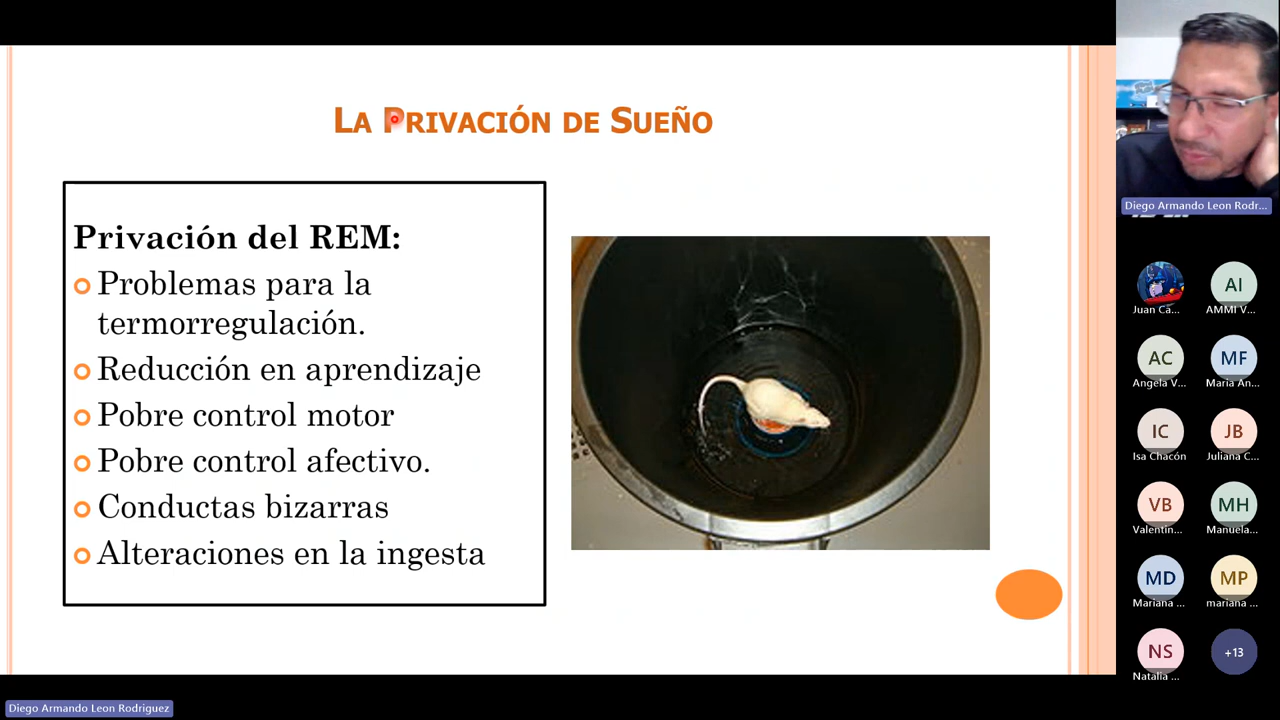 La Privación de Sueño
Privación del REM:
Problemas para la
termorregulación.
Reducción en aprendizaje
Pobre control motor
Pobre control afectivo.
Conductas bizarras
Alteraciones en la ingesta
Diego Armando Leon Rodr...
Juan Ca...
AI
AMMI V...
AC
Angela V...
MF
Maria An...
IC
Isa Chacón
JB
Juliana C...
VB
Valentin...
MH
Manuela...
MD
Mariana ...
MP
mariana ...
NS
Natalia ...
+13
Diego Armando Leon Rodriguez